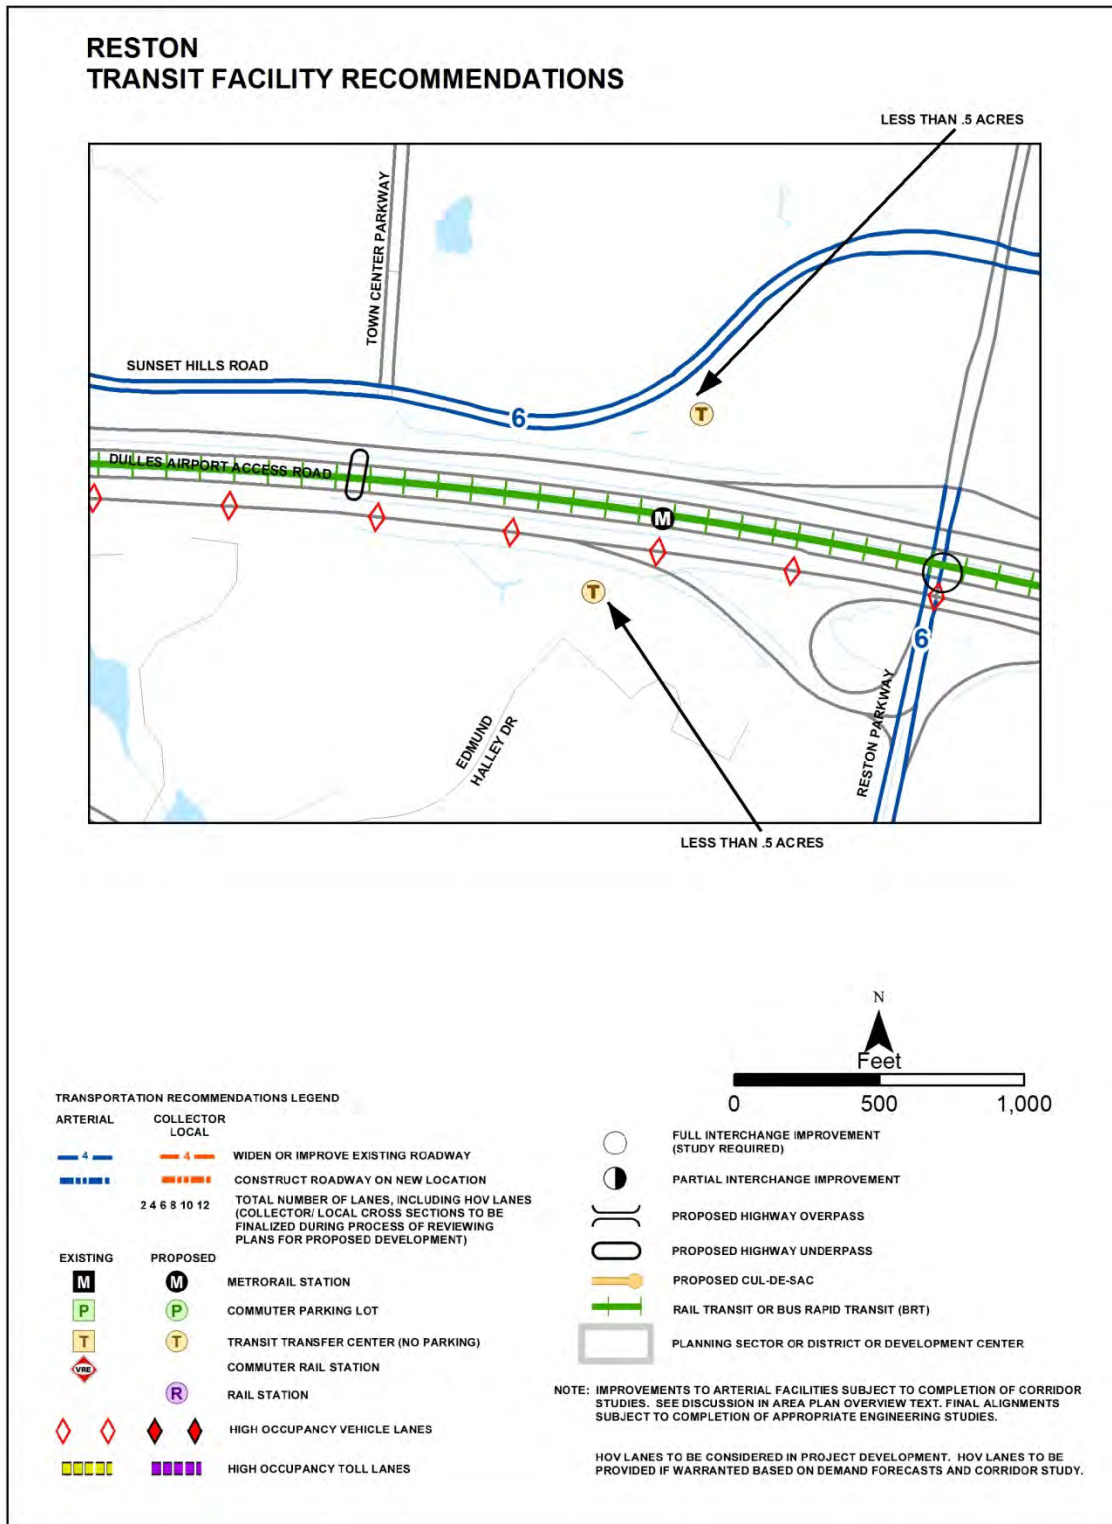 RESTON
TRANSIT FACILITY RECOMMENDATIONS
LESS THAN .5 ACRES
TOWN CENTER PARKWAY
SUNSET HILLS ROAD
T
6
DULLES AIRPORT ACCESS ROAD
M
T
6
RESTON PARKWAY
EDMUND
HALLEY DR
LESS THAN .5 ACRES
N
Feet
0 500 1,000
TRANSPORTATION RECOMMENDATIONS LEGEND
ARTERIAL COLLECTOR
LOCAL
4 4 WIDEN OR IMPROVE EXISTING ROADWAY
CONSTRUCT ROADWAY ON NEW LOCATION
2 4 6 8 10 12 TOTAL NUMBER OF LANES, INCLUDING HOV LANES
(COLLECTOR/ LOCAL CROSS SECTIONS TO BE
FINALIZED DURING PROCESS OF REVIEWING
PLANS FOR PROPOSED DEVELOPMENT)
EXISTING PROPOSED
M M METRORAIL STATION
P P COMMUTER PARKING LOT
T T TRANSIT TRANSFER CENTER (NO PARKING)
VRE COMMUTER RAIL STATION
R RAIL STATION
HIGH OCCUPANCY VEHICLE LANES
HIGH OCCUPANCY TOLL LANES
FULL INTERCHANGE IMPROVEMENT
(STUDY REQUIRED)
PARTIAL INTERCHANGE IMPROVEMENT
PROPOSED HIGHWAY OVERPASS
PROPOSED HIGHWAY UNDERPASS
PROPOSED CUL-DE-SAC
RAIL TRANSIT OR BUS RAPID TRANSIT (BRT)
PLANNING SECTOR OR DISTRICT OR DEVELOPMENT CENTER
NOTE: IMPROVEMENTS TO ARTERIAL FACILITIES SUBJECT TO COMPLETION OF CORRIDOR
STUDIES. SEE DISCUSSION IN AREA PLAN OVERVIEW TEXT. FINAL ALIGNMENTS
SUBJECT TO COMPLETION OF APPROPRIATE ENGINEERING STUDIES.
HOV LANES TO BE CONSIDERED IN PROJECT DEVELOPMENT. HOV LANES TO BE
PROVIDED IF WARRANTED BASED ON DEMAND FORECASTS AND CORRIDOR STUDY.